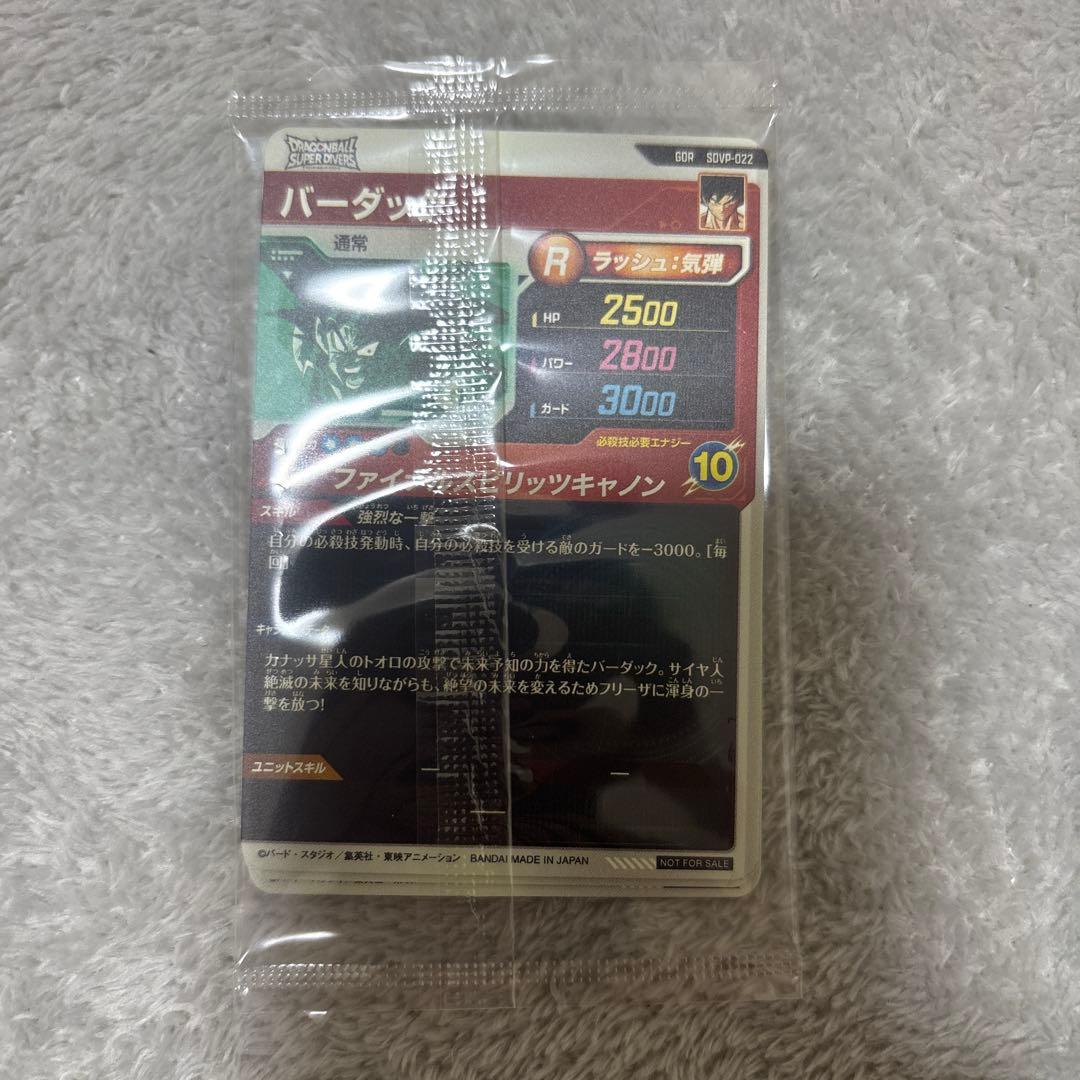 DRAGONBALL
SUPER DIVERS
GDR SDVP-022
バーダッ
通常
R ラッシュ:気弾
HP 2500
パワー 2800
ガード 3000
必殺技必要エナジー
10
ファイナルスピリッツキャノン
スキル
強烈な一撃
自分の必殺技発動時、自分の必殺技を受ける敵のガードを-3000。[毎
回]
カナッサ星人のトオロの攻撃で未来予知の力を得たバーダック。サイヤ人
絶滅の未来を知りながらも、絶望の未来を変えるためフリーザに渾身の一
撃を放つ!
ユニットスキル
©バード・スタジオ/集英社・東映アニメーション BANDAI MADE IN JAPAN NOT FOR SALE